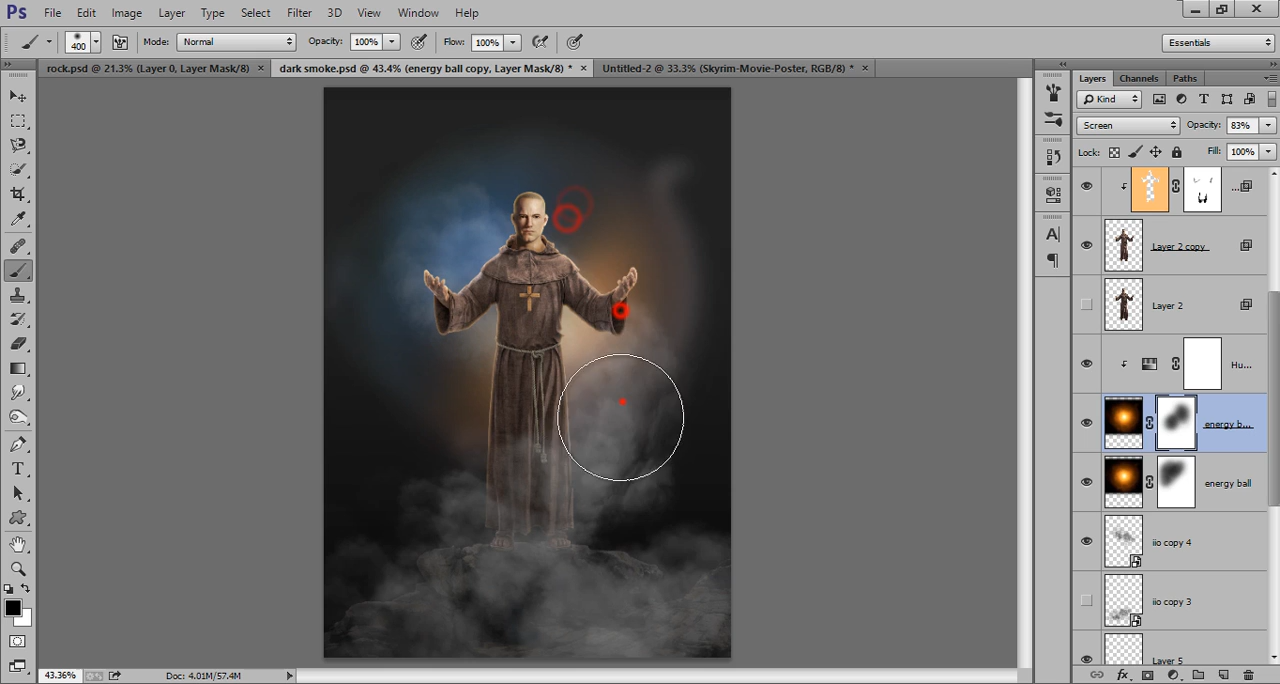 Ps File Edit Image Layer Type Select Filter 3D View Window Help
400 Mode: Normal Opacity: 100% Flow: 100% Essentials
rock.psd @ 21.3% (Layer 0, Layer Mask/8) × dark smoke.psd @ 43.4% (energy ball copy, Layer Mask/8) * × Untitled-2 @ 33.3% (Skyrim-Movie-Poster, RGB/8) * ×
Layers Channels Paths
Kind
Screen Opacity: 83%
Lock: Fill: 100%
...
Layer 2 copy
Layer 2
Hu...
energy b...
energy ball
iio copy 4
iio copy 3
Layer 5
43.36% Doc: 4.01M/57.4M